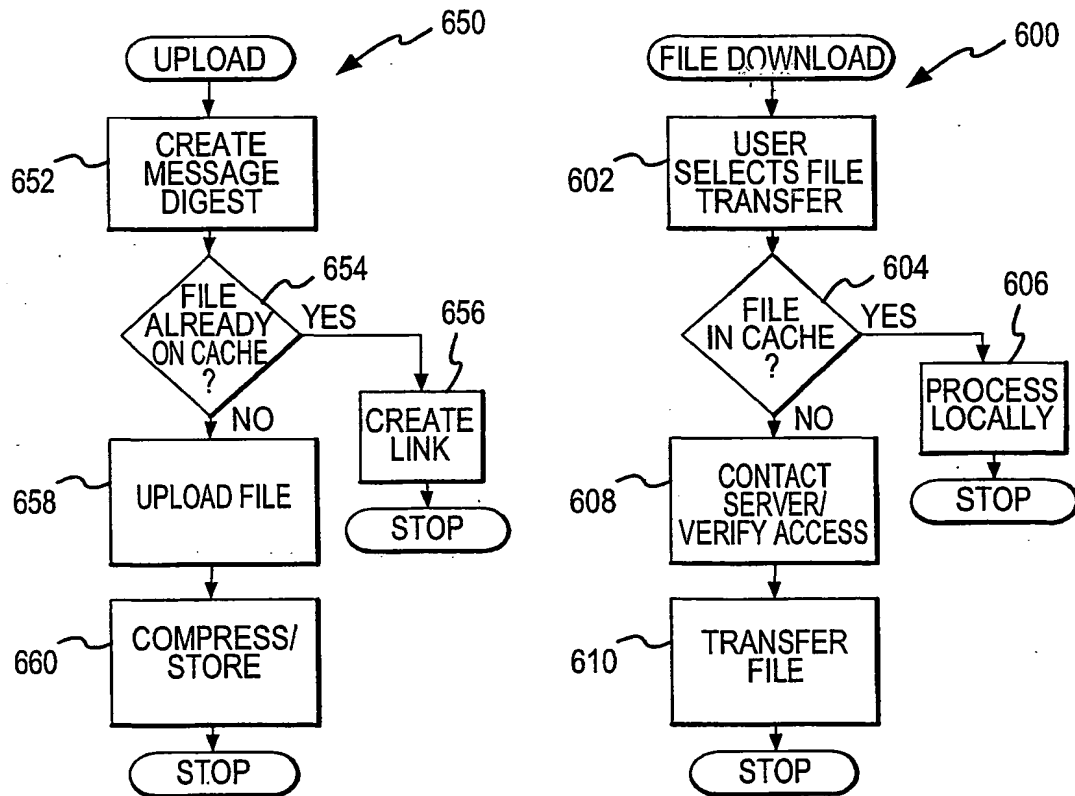 UPLOAD
650
652
CREATE
MESSAGE
DIGEST
654
FILE
ALREADY
ON CACHE
?
YES
656
CREATE
LINK
STOP
NO
658
UPLOAD FILE
660
COMPRESS/
STORE
STOP
FILE DOWNLOAD
600
602
USER
SELECTS FILE
TRANSFER
604
FILE
IN CACHE
?
YES
606
PROCESS
LOCALLY
STOP
NO
608
CONTACT
SERVER/
VERIFY ACCESS
610
TRANSFER
FILE
STOP